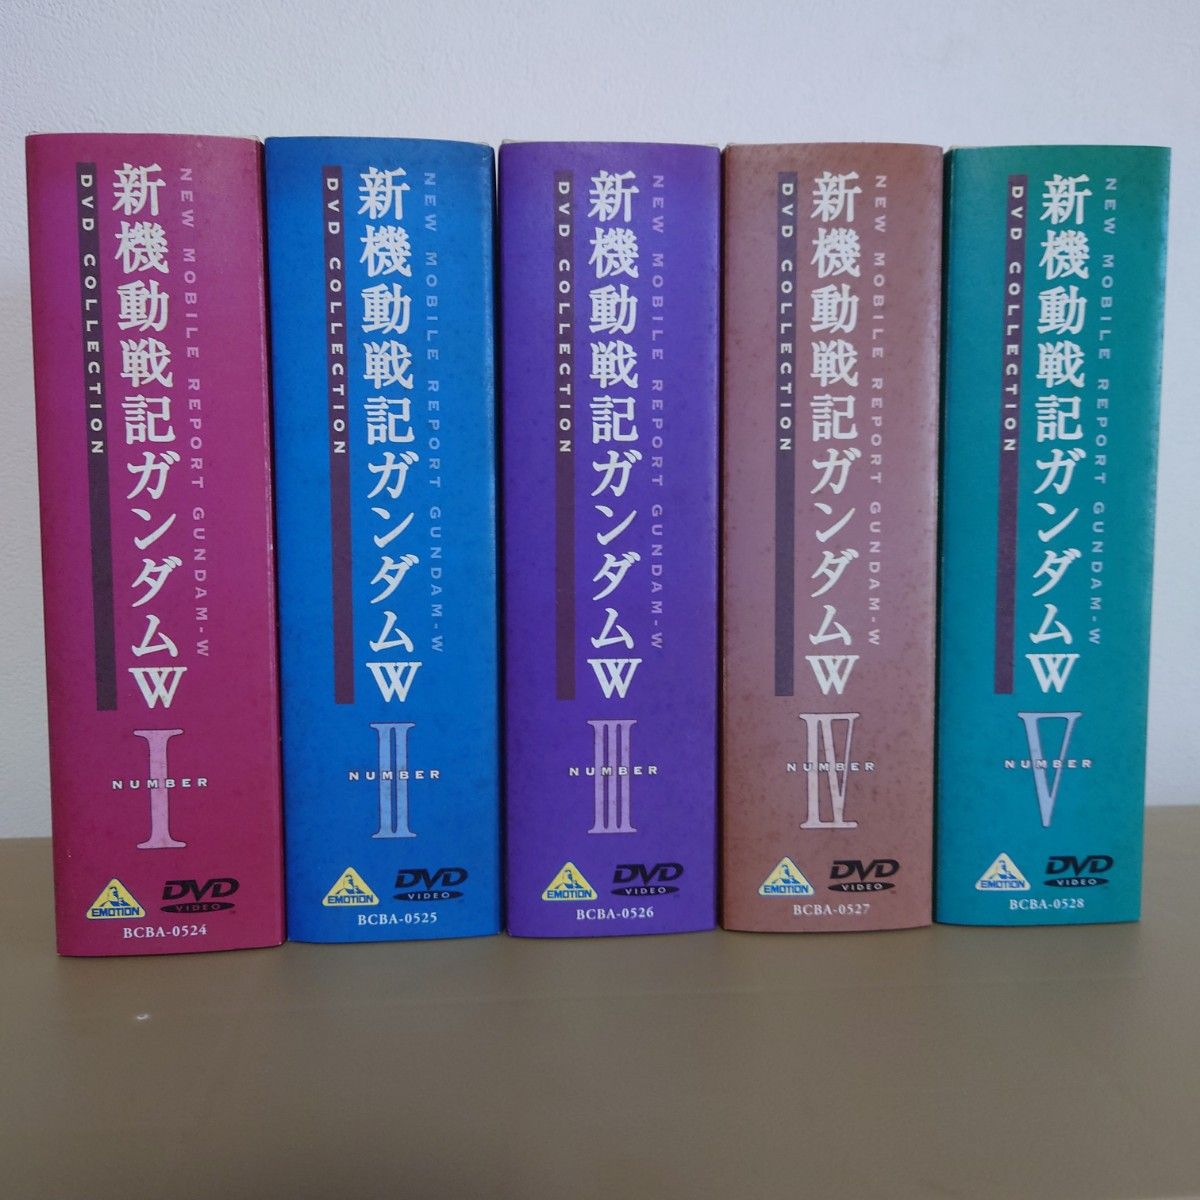 NEW MOBILE REPORT GUNDAM-W
新機動戦記ガンダムW
DVD COLLECTION
NUMBER I
EMOTION
DVD VIDEO ™
BCBA-0524
NEW MOBILE REPORT GUNDAM-W
新機動戦記ガンダムW
DVD COLLECTION
NUMBER II
EMOTION
DVD VIDEO
BCBA-0525
NEW MOBILE REPORT GUNDAM-W
新機動戦記ガンダムW
DVD COLLECTION
NUMBER III
EMOTION
DVD VIDEO
BCBA-0526
NEW MOBILE REPORT GUNDAM-W
新機動戦記ガンダムW
DVD COLLECTION
NUMBER IV
EMOTION
DVD VIDEO
BCBA-0527
NEW MOBILE REPORT GUNDAM-W
新機動戦記ガンダムW
DVD COLLECTION
NUMBER V
EMOTION
DVD VIDEO
BCBA-0528